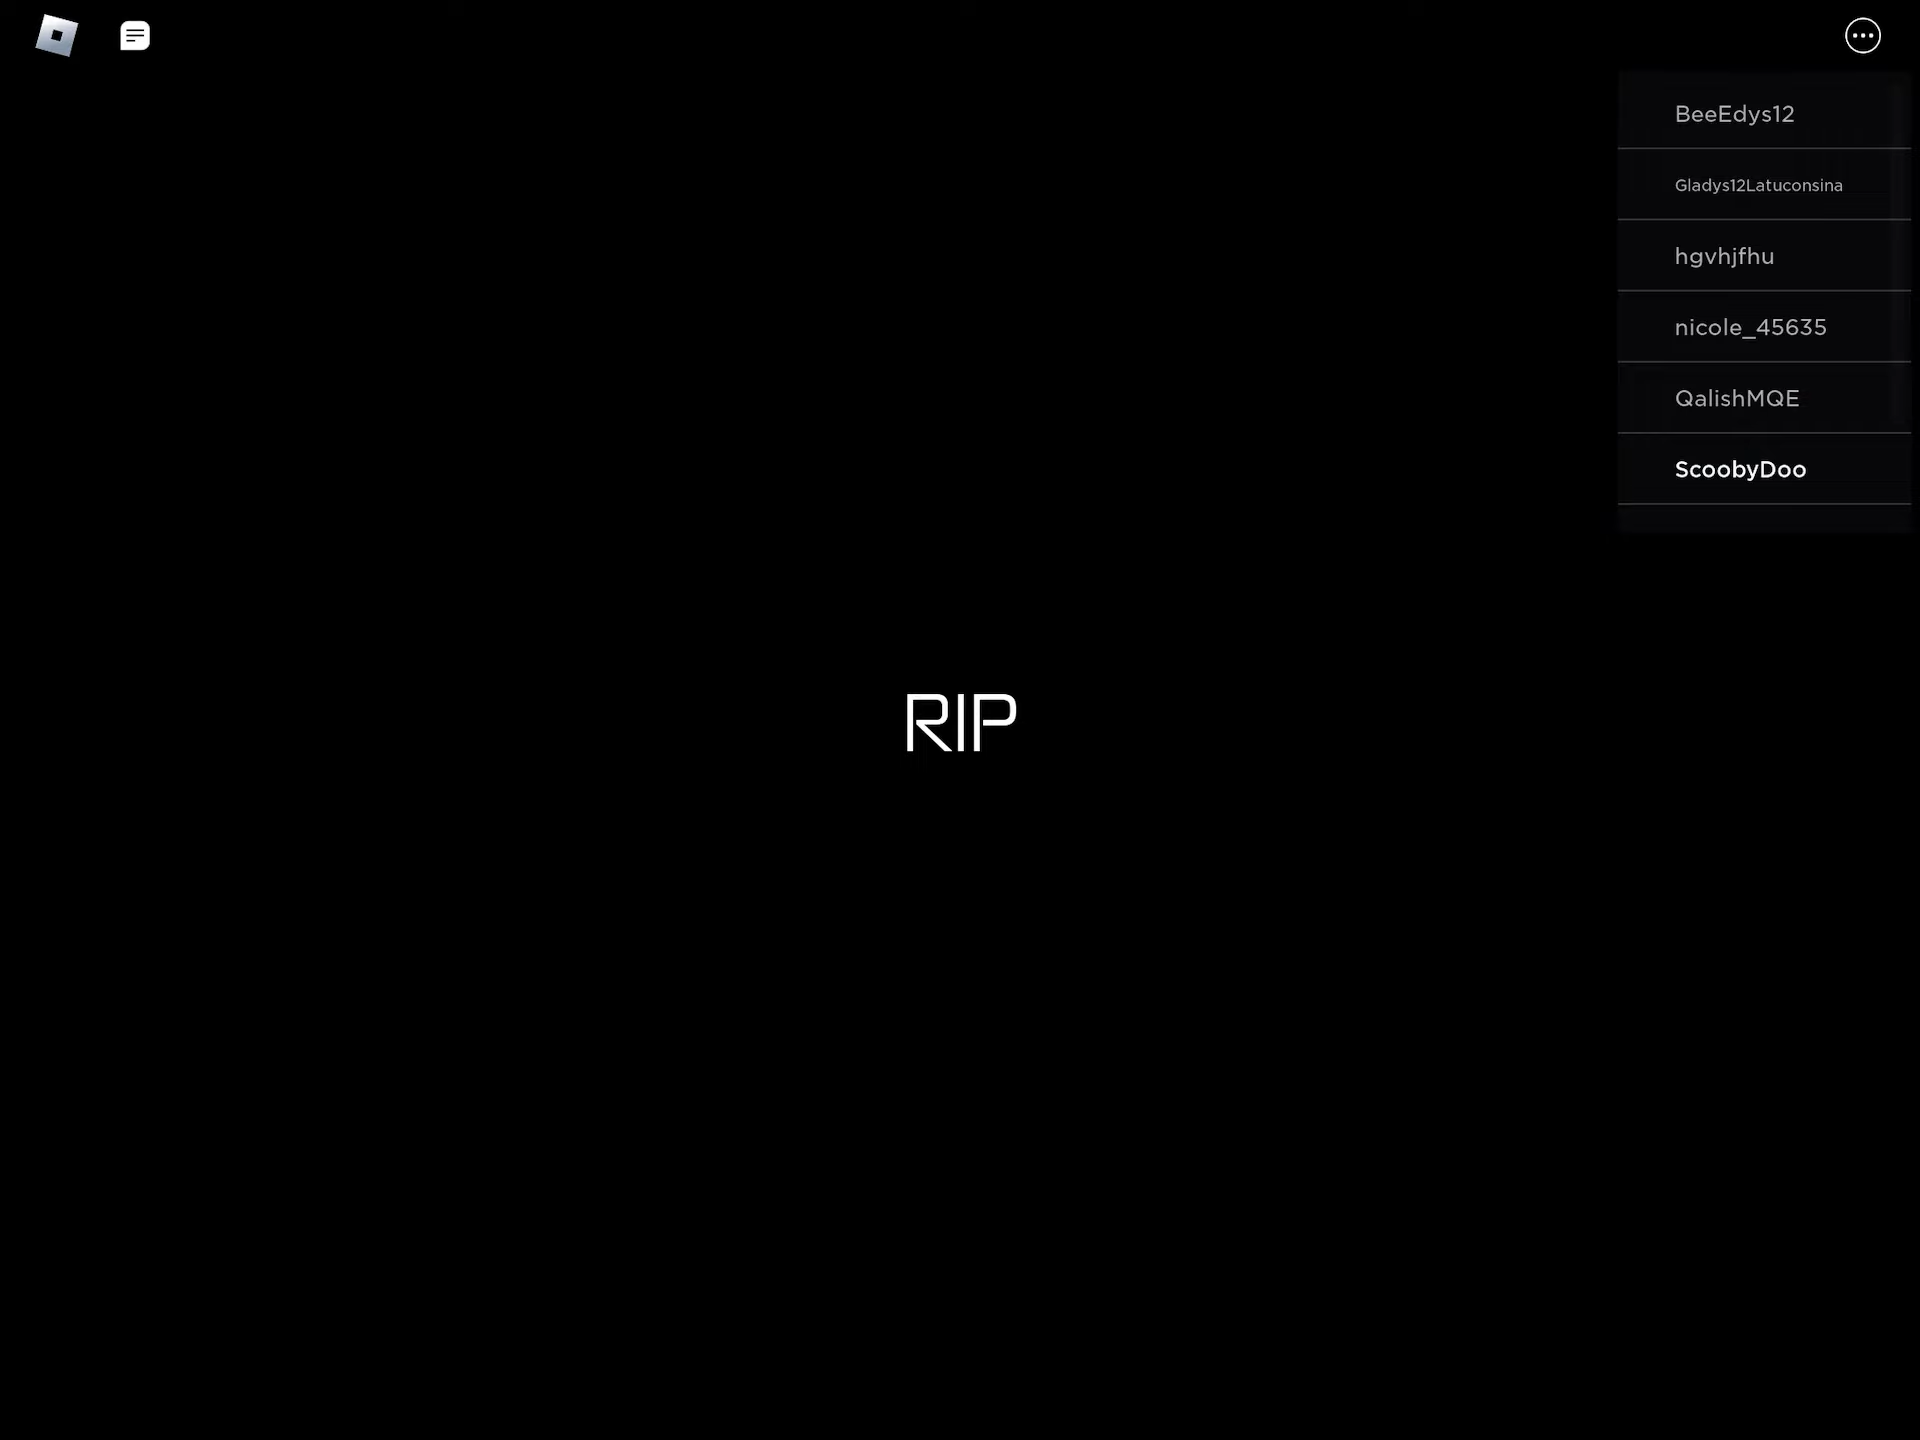 BeeEdys12
Gladys12Latuconsina
hgvhjfhu
nicole_45635
QalishMQE
ScoobyDoo
RIP